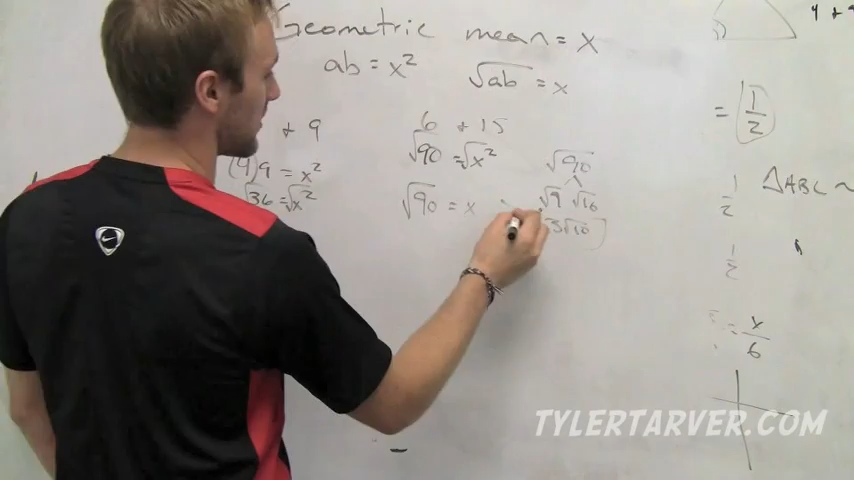 Geometric mean = x
ab = x²
√ab = x
+ 9
(4)9 = x²
√36 = √x²
6 + 15
√90 = √x²
√90 = x
√90
√9 √10
3√10
= 1/2
1/2
△ABC ~
1/2
= x/6
TYLERTARVER.COM